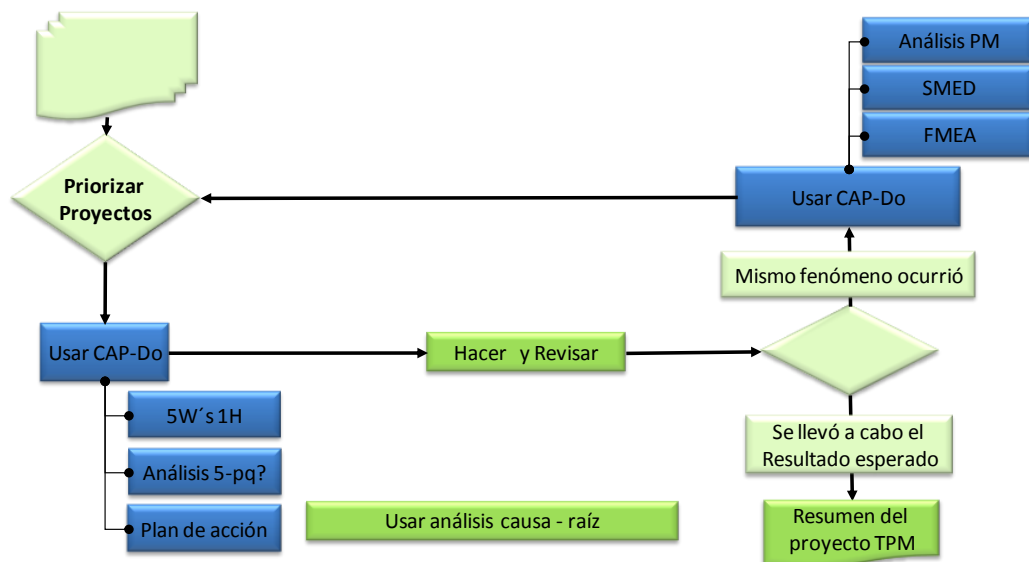 Análisis PM
SMED
FMEA
Priorizar
Proyectos
Usar CAP-Do
Mismo fenómeno ocurrió
Usar CAP-Do
Hacer y Revisar
5W´s 1H
Se llevó a cabo el
Resultado esperado
Análisis 5-pq?
Usar análisis causa - raíz
Plan de acción
Resumen del
proyecto TPM